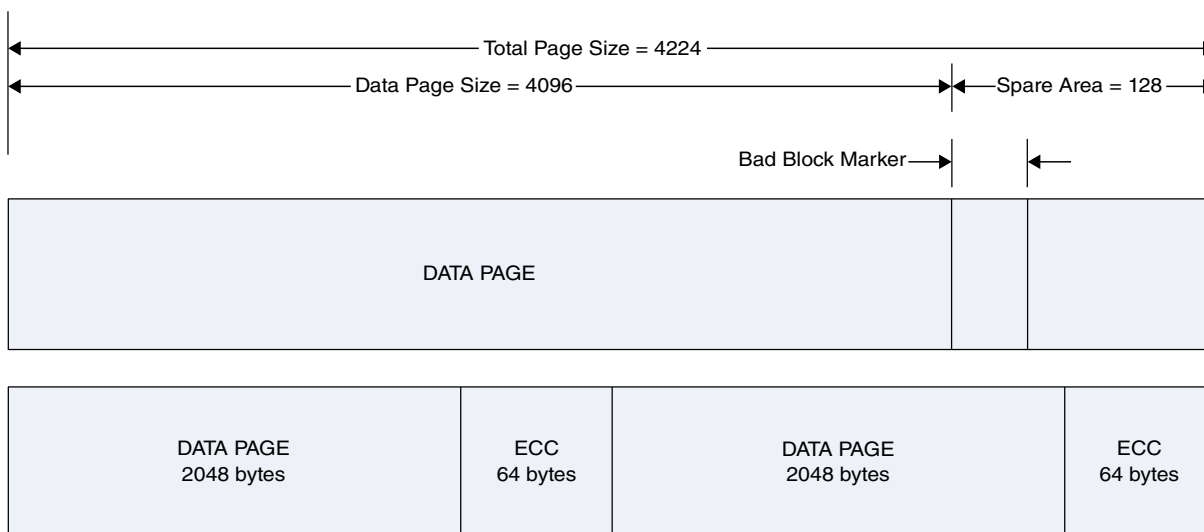 Total Page Size = 4224
Data Page Size = 4096
Spare Area = 128
Bad Block Marker
DATA PAGE
DATA PAGE
2048 bytes
ECC
64 bytes
DATA PAGE
2048 bytes
ECC
64 bytes